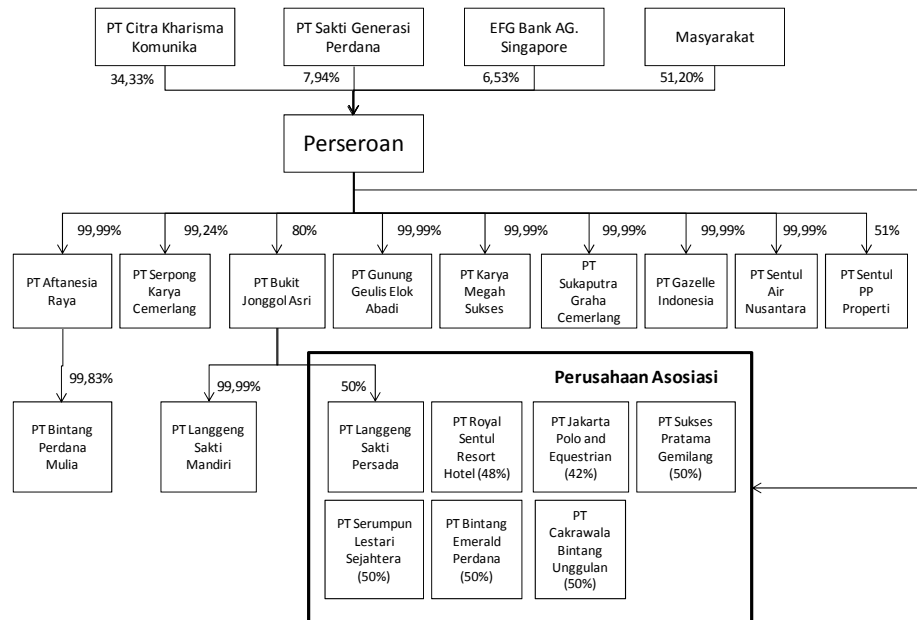 PT Citra Kharisma
Komunika
PT Sakti Generasi
Perdana
EFG Bank AG.
Singapore
Masyarakat
34,33%
7,94%
6,53%
51,20%
Perseroan
99,99%
99,24%
80%
99,99%
99,99%
99,99%
99,99%
99,99%
51%
PT Aftanesia
Raya
PT Serpong
Karya
Cemerlang
PT Bukit
Jonggol Asri
PT Gunung
Geulis Elok
Abadi
PT Karya
Megah
Sukses
PT
Sukaputra
Graha
Cemerlang
PT Gazelle
Indonesia
PT Sentul
Air
Nusantara
PT Sentul
PP
Properti
99,83%
99,99%
50%
Perusahaan Asosiasi
PT Bintang
Perdana
Mulia
PT Langgeng
Sakti
Mandiri
PT Langgeng
Sakti
Persada
PT Royal
Sentul
Resort
Hotel (48%)
PT Jakarta
Polo and
Equestrian
(42%)
PT Sukses
Pratama
Gemilang
(50%)
PT Serumpun
Lestari
Sejahtera
(50%)
PT Bintang
Emerald
Perdana
(50%)
PT
Cakrawala
Bintang
Unggulan
(50%)